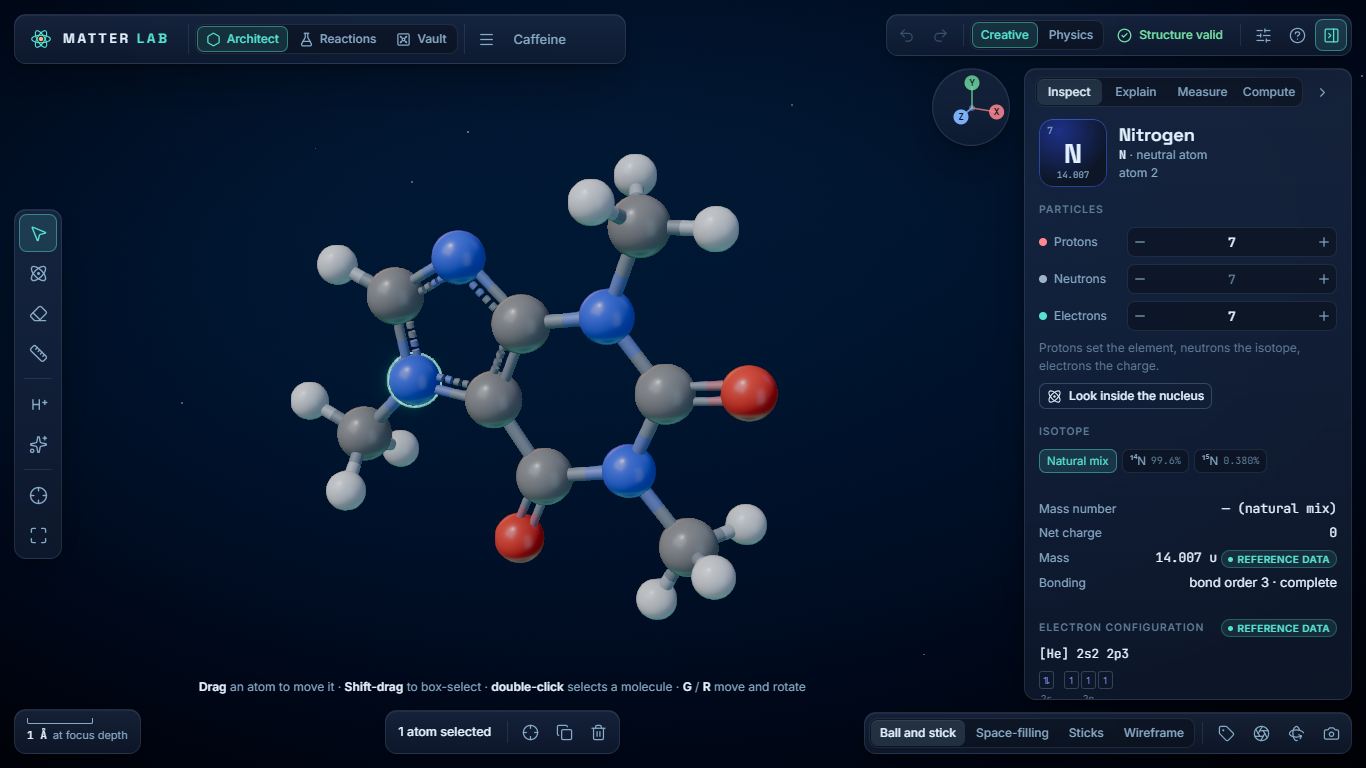 MATTER LAB
Architect
Reactions
Vault
Caffeine
Creative
Physics
Structure valid
Y
X
Z
Inspect
Explain
Measure
Compute
7
N
14.007
Nitrogen
N · neutral atom
atom 2
PARTICLES
Protons
− 7 +
Neutrons
− 7 +
Electrons
− 7 +
Protons set the element, neutrons the isotope,
electrons the charge.
Look inside the nucleus
ISOTOPE
Natural mix
¹⁴N 99.6%
¹⁵N 0.380%
Mass number — (natural mix)
Net charge 0
Mass 14.007 u REFERENCE DATA
Bonding bond order 3 · complete
ELECTRON CONFIGURATION REFERENCE DATA
[He] 2s2 2p3
⇅ 1 1 1
H⁺
Drag an atom to move it · Shift-drag to box-select · double-click selects a molecule · G / R move and rotate
1 Å at focus depth
1 atom selected
Ball and stick
Space-filling
Sticks
Wireframe